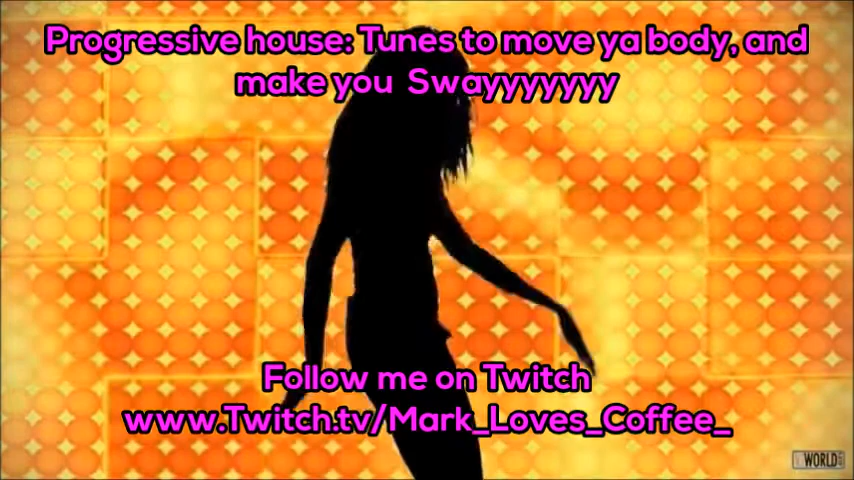 Progressive house: Tunes to move ya body, and
make you Swayyyyyyy
Follow me on Twitch
www.Twitch.tv/Mark_Loves_Coffee_
WORLD